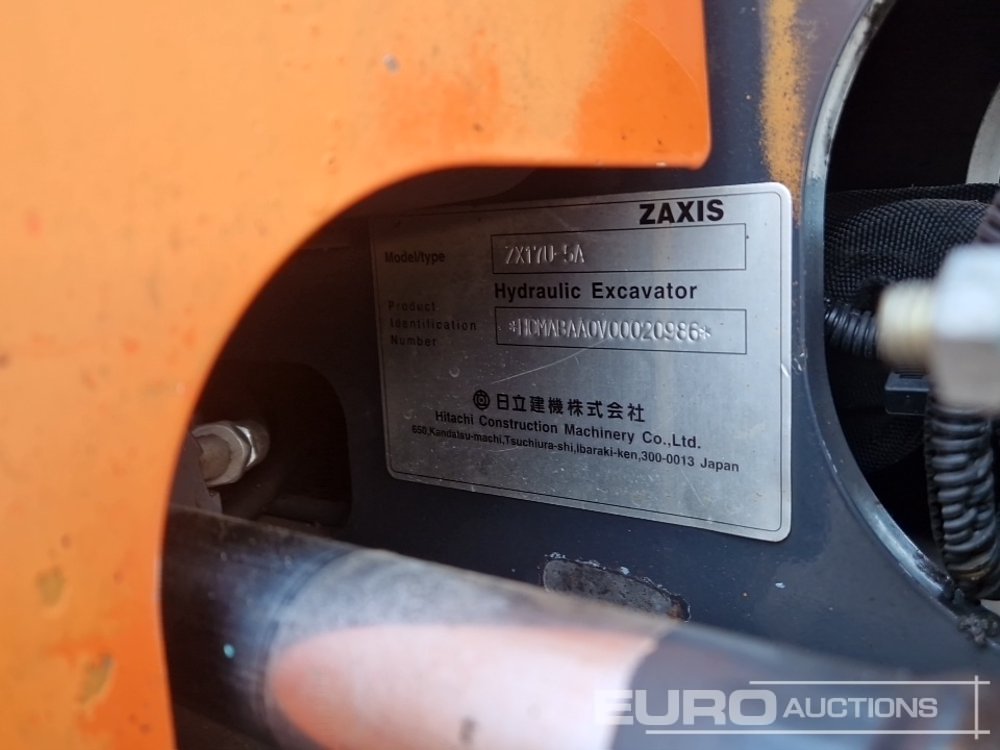 ZAXIS
Model/type ZX17U-5A
Hydraulic Excavator
Product
Identification
Number
*HCMABAA0V00020986*
日立建機株式会社
Hitachi Construction Machinery Co.,Ltd.
650,Kandatsu-machi,Tsuchiura-shi,Ibaraki-ken,300-0013 Japan
EURO AUCTIONS